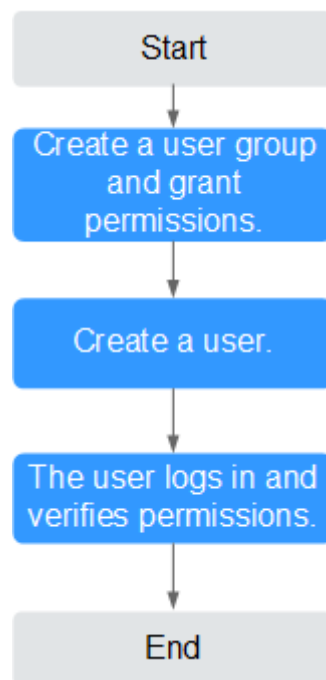 Start
Create a user group
and grant
permissions.
Create a user.
The user logs in and
verifies permissions.
End